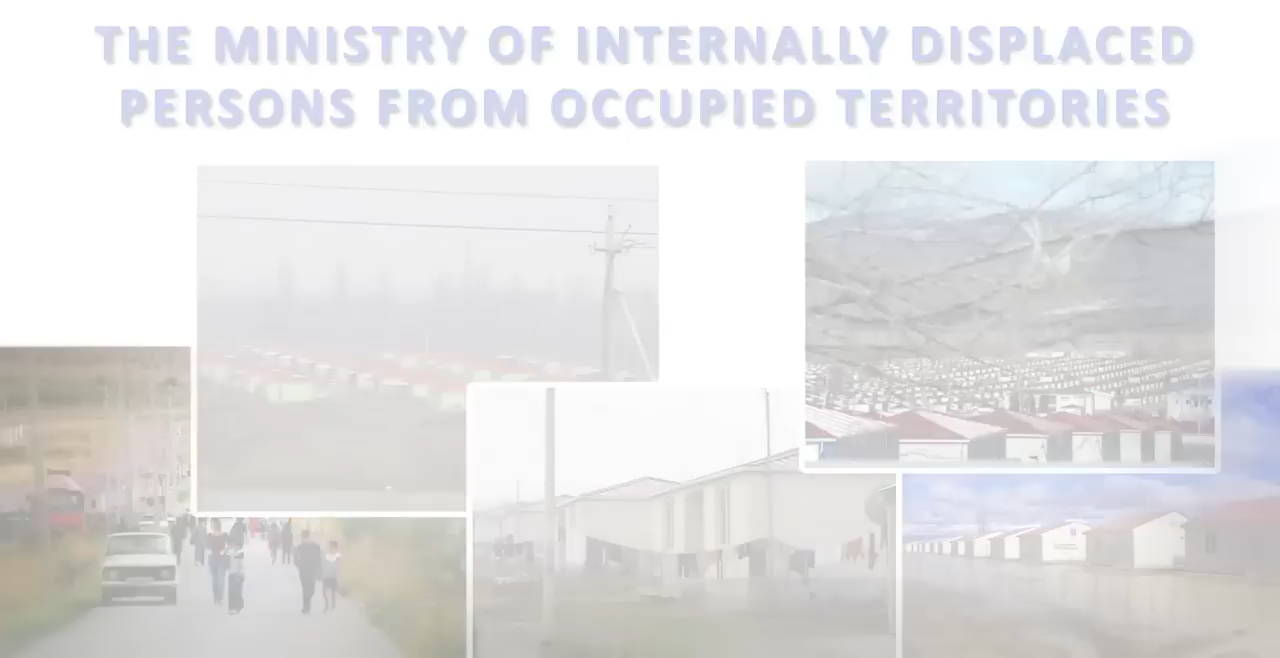 THE MINISTRY OF INTERNALLY DISPLACED
PERSONS FROM OCCUPIED TERRITORIES